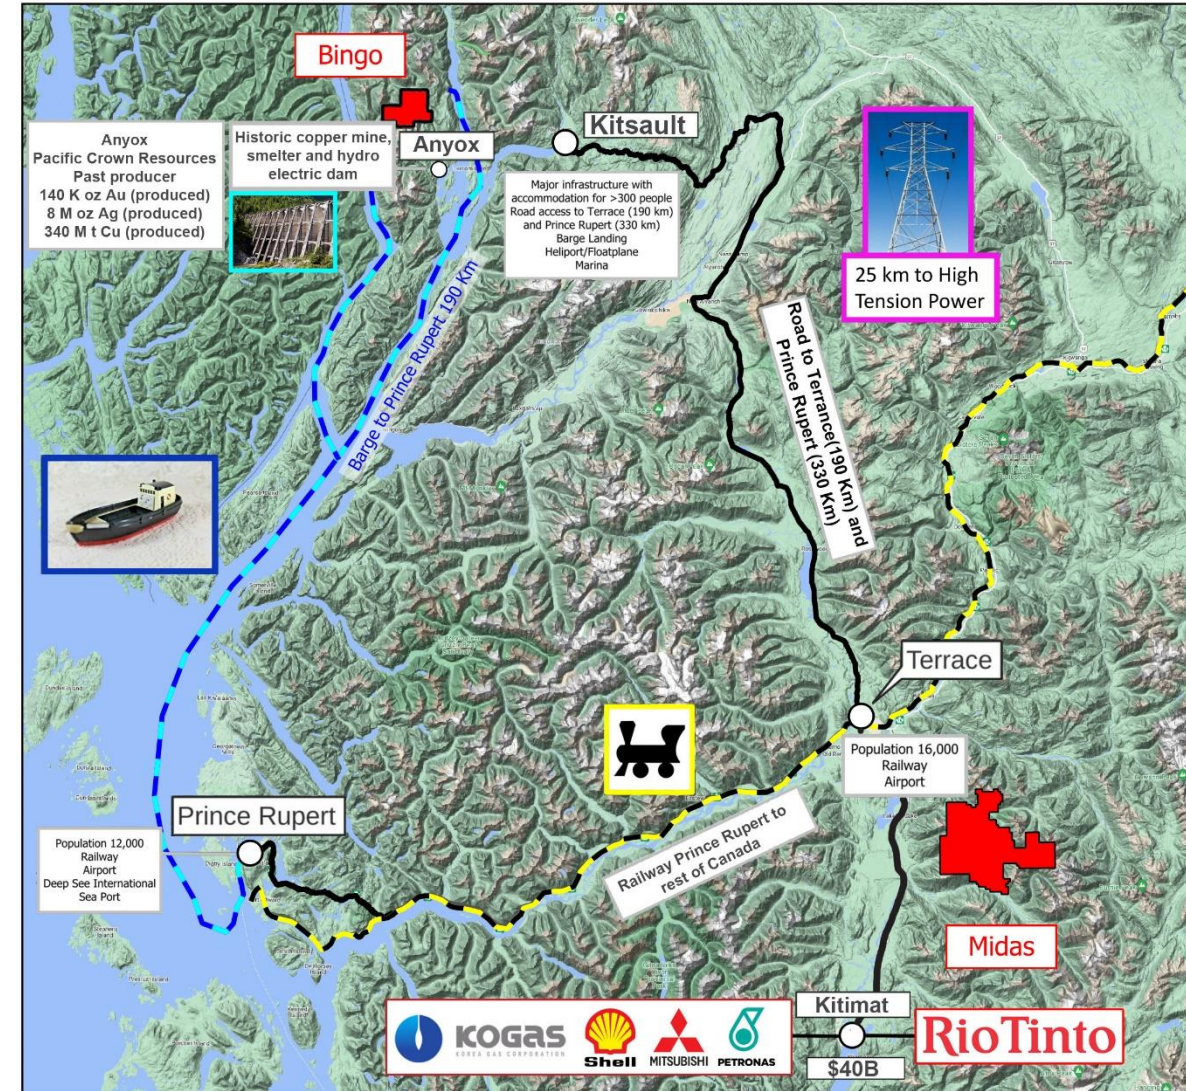 Bingo
Anyox
Pacific Crown Resources
Past producer
140 K oz Au (produced)
8 M oz Ag (produced)
340 M t Cu (produced)
Historic copper mine,
smelter and hydro
electric dam
Anyox
Kitsault
Major infrastructure with
accommodation for >300 people
Road access to Terrace (190 km)
and Prince Rupert (330 km)
Barge Landing
Heliport/Floatplane
Marina
25 km to High
Tension Power
Barge to Prince Rupert 190 Km
Road to Terrance(190 Km) and
Prince Rupert (330 Km)
Terrace
Population 16,000
Railway
Airport
Prince Rupert
Population 12,000
Railway
Airport
Deep See International
Sea Port
Railway Prince Rupert to
rest of Canada
Midas
KOGAS
KOREA GAS CORPORATION
Shell
MITSUBISHI
PETRONAS
Kitimat
$40B
RioTinto